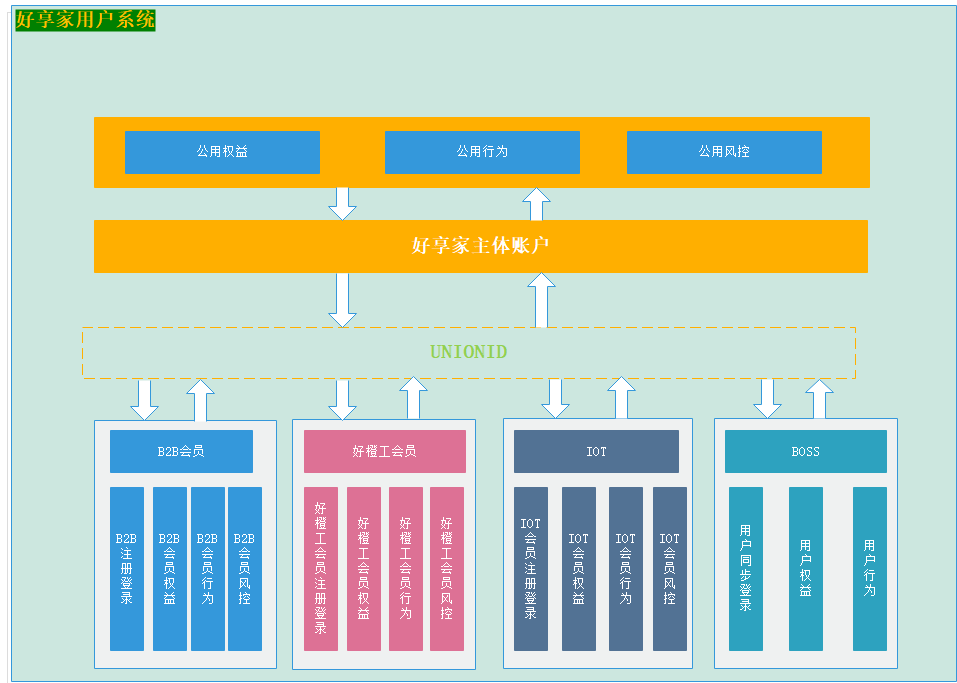 好享家用户系统
公用权益
公用行为
公用风控
好享家主体账户
UNIONID
B2B会员
好橙工会员
IOT
BOSS
B2B注册登录
B2B会员权益
B2B会员行为
B2B会员风控
好橙工会员注册登录
好橙工会员权益
好橙工会员行为
好橙工会员风控
IOT会员注册登录
IOT会员权益
IOT会员行为
IOT会员风控
用户同步登录
用户权益
用户行为